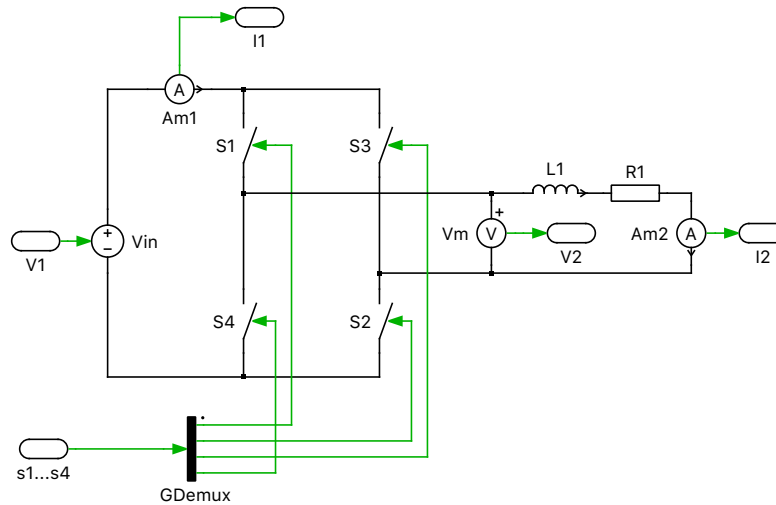 I1
A
Am1
S1
S3
L1
R1
V1
+
−
Vin
Vm
+
V
V2
Am2
A
I2
S4
S2
s1...s4
GDemux